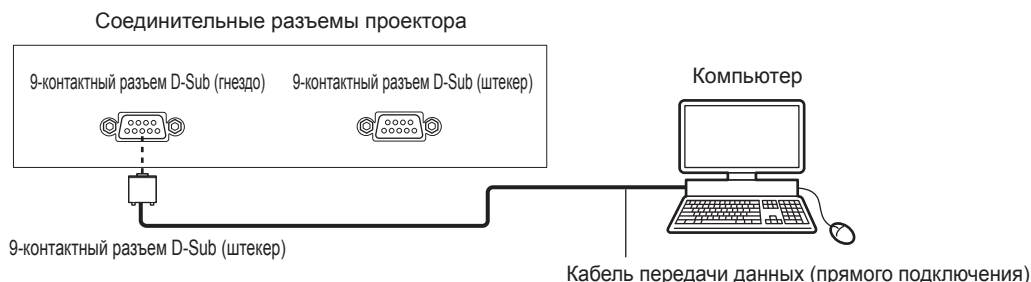 Соединительные разъемы проектора
9-контактный разъем D-Sub (гнездо)
9-контактный разъем D-Sub (штекер)
Компьютер
9-контактный разъем D-Sub (штекер)
Кабель передачи данных (прямого подключения)